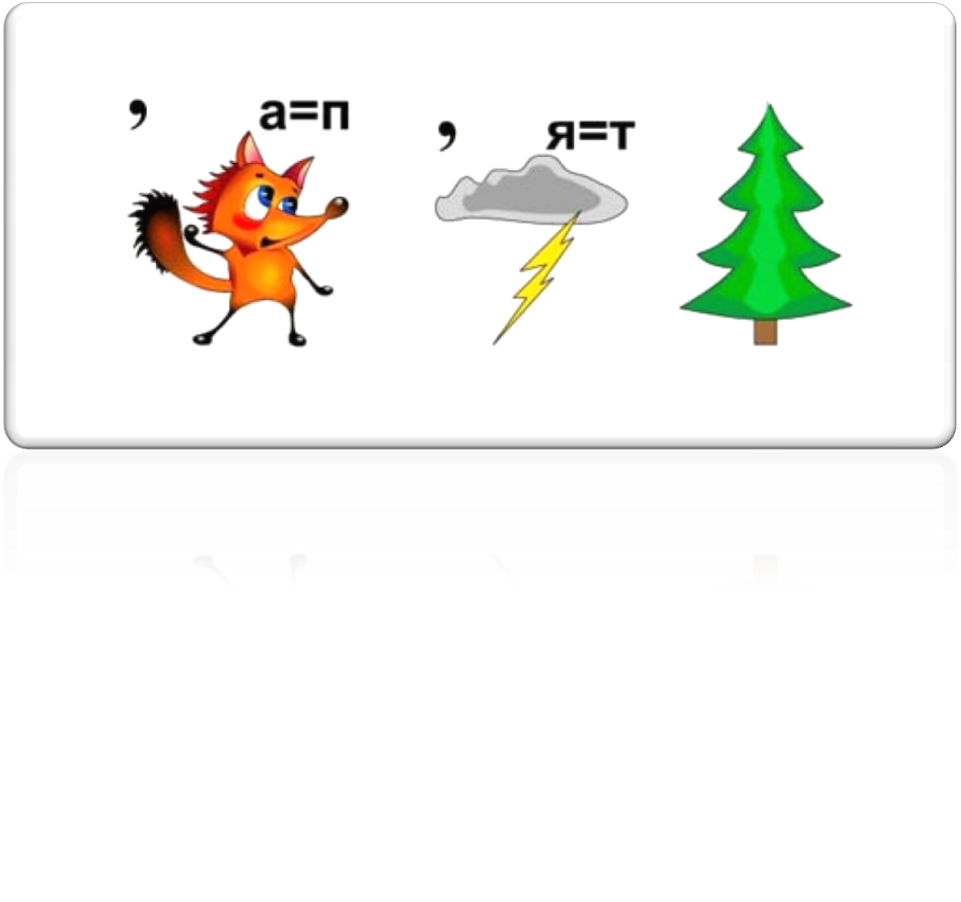 , а=п
, я=т